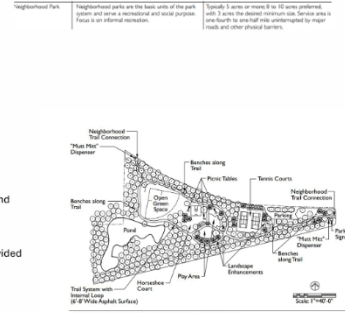 Neighborhood Park
Neighborhood parks are the basic units of the park
system and serve a recreational and social purpose.
Focus is on informal recreation.
Typically 5 acres or more; 8 to 10 acres preferred,
with 3 acres the desired minimum size. Service area is
one-fourth to one-half mile uninterrupted by major
roads and other physical barriers.
Neighborhood
Trail Connection
"Mutt Mitt"
Dispenser
Benches along
Trail
Picnic Tables
Tennis Courts
Neighborhood
Trail Connection
Open
Green
Space
Benches along
Trail
Parking
Pond
Park
Sign
"Mutt Mitt"
Dispenser
Benches
along Trail
Landscape
Enhancements
Play Area
Horseshoe
Court
Trail System with
Internal Loop
(6'-8' Wide Asphalt Surface)
Scale: 1"=40'-0"